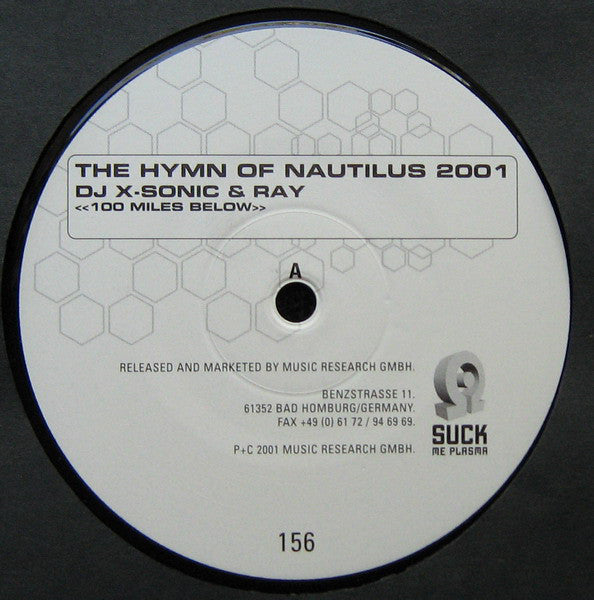 THE HYMN OF NAUTILUS 2001
DJ X-SONIC & RAY
<<100 MILES BELOW>>
A
RELEASED AND MARKETED BY MUSIC RESEARCH GMBH.
BENZSTRASSE 11.
61352 BAD HOMBURG/GERMANY.
FAX +49 (0) 61 72 / 94 69 69.
P+C 2001 MUSIC RESEARCH GMBH.
SUCK
ME PLASMA
156